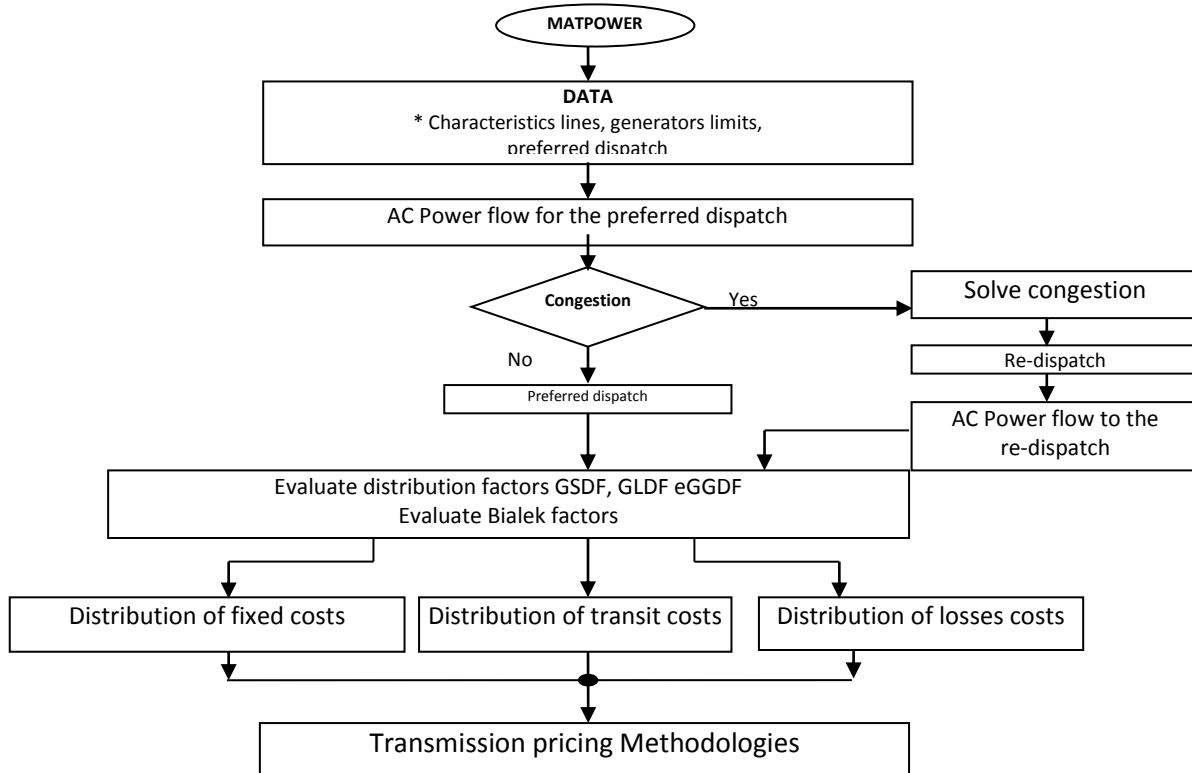 MATPOWER
DATA
* Characteristics lines, generators limits,
preferred dispatch
AC Power flow for the preferred dispatch
Congestion
Yes
Solve congestion
No
Re-dispatch
Preferred dispatch
AC Power flow to the
re-dispatch
Evaluate distribution factors GSDF, GLDF eGGDF
Evaluate Bialek factors
Distribution of fixed costs
Distribution of transit costs
Distribution of losses costs
Transmission pricing Methodologies